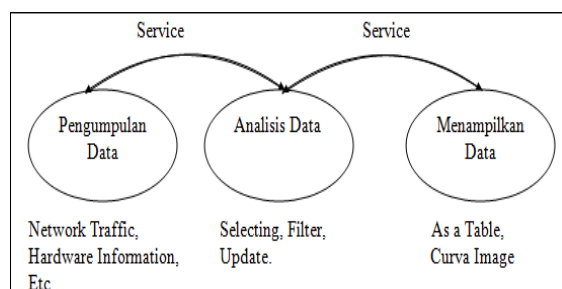 Service
Service
Pengumpulan
Data
Analisis Data
Menampilkan
Data
Network Traffic,
Hardware Information,
Etc
Selecting, Filter,
Update.
As a Table,
Curva Image